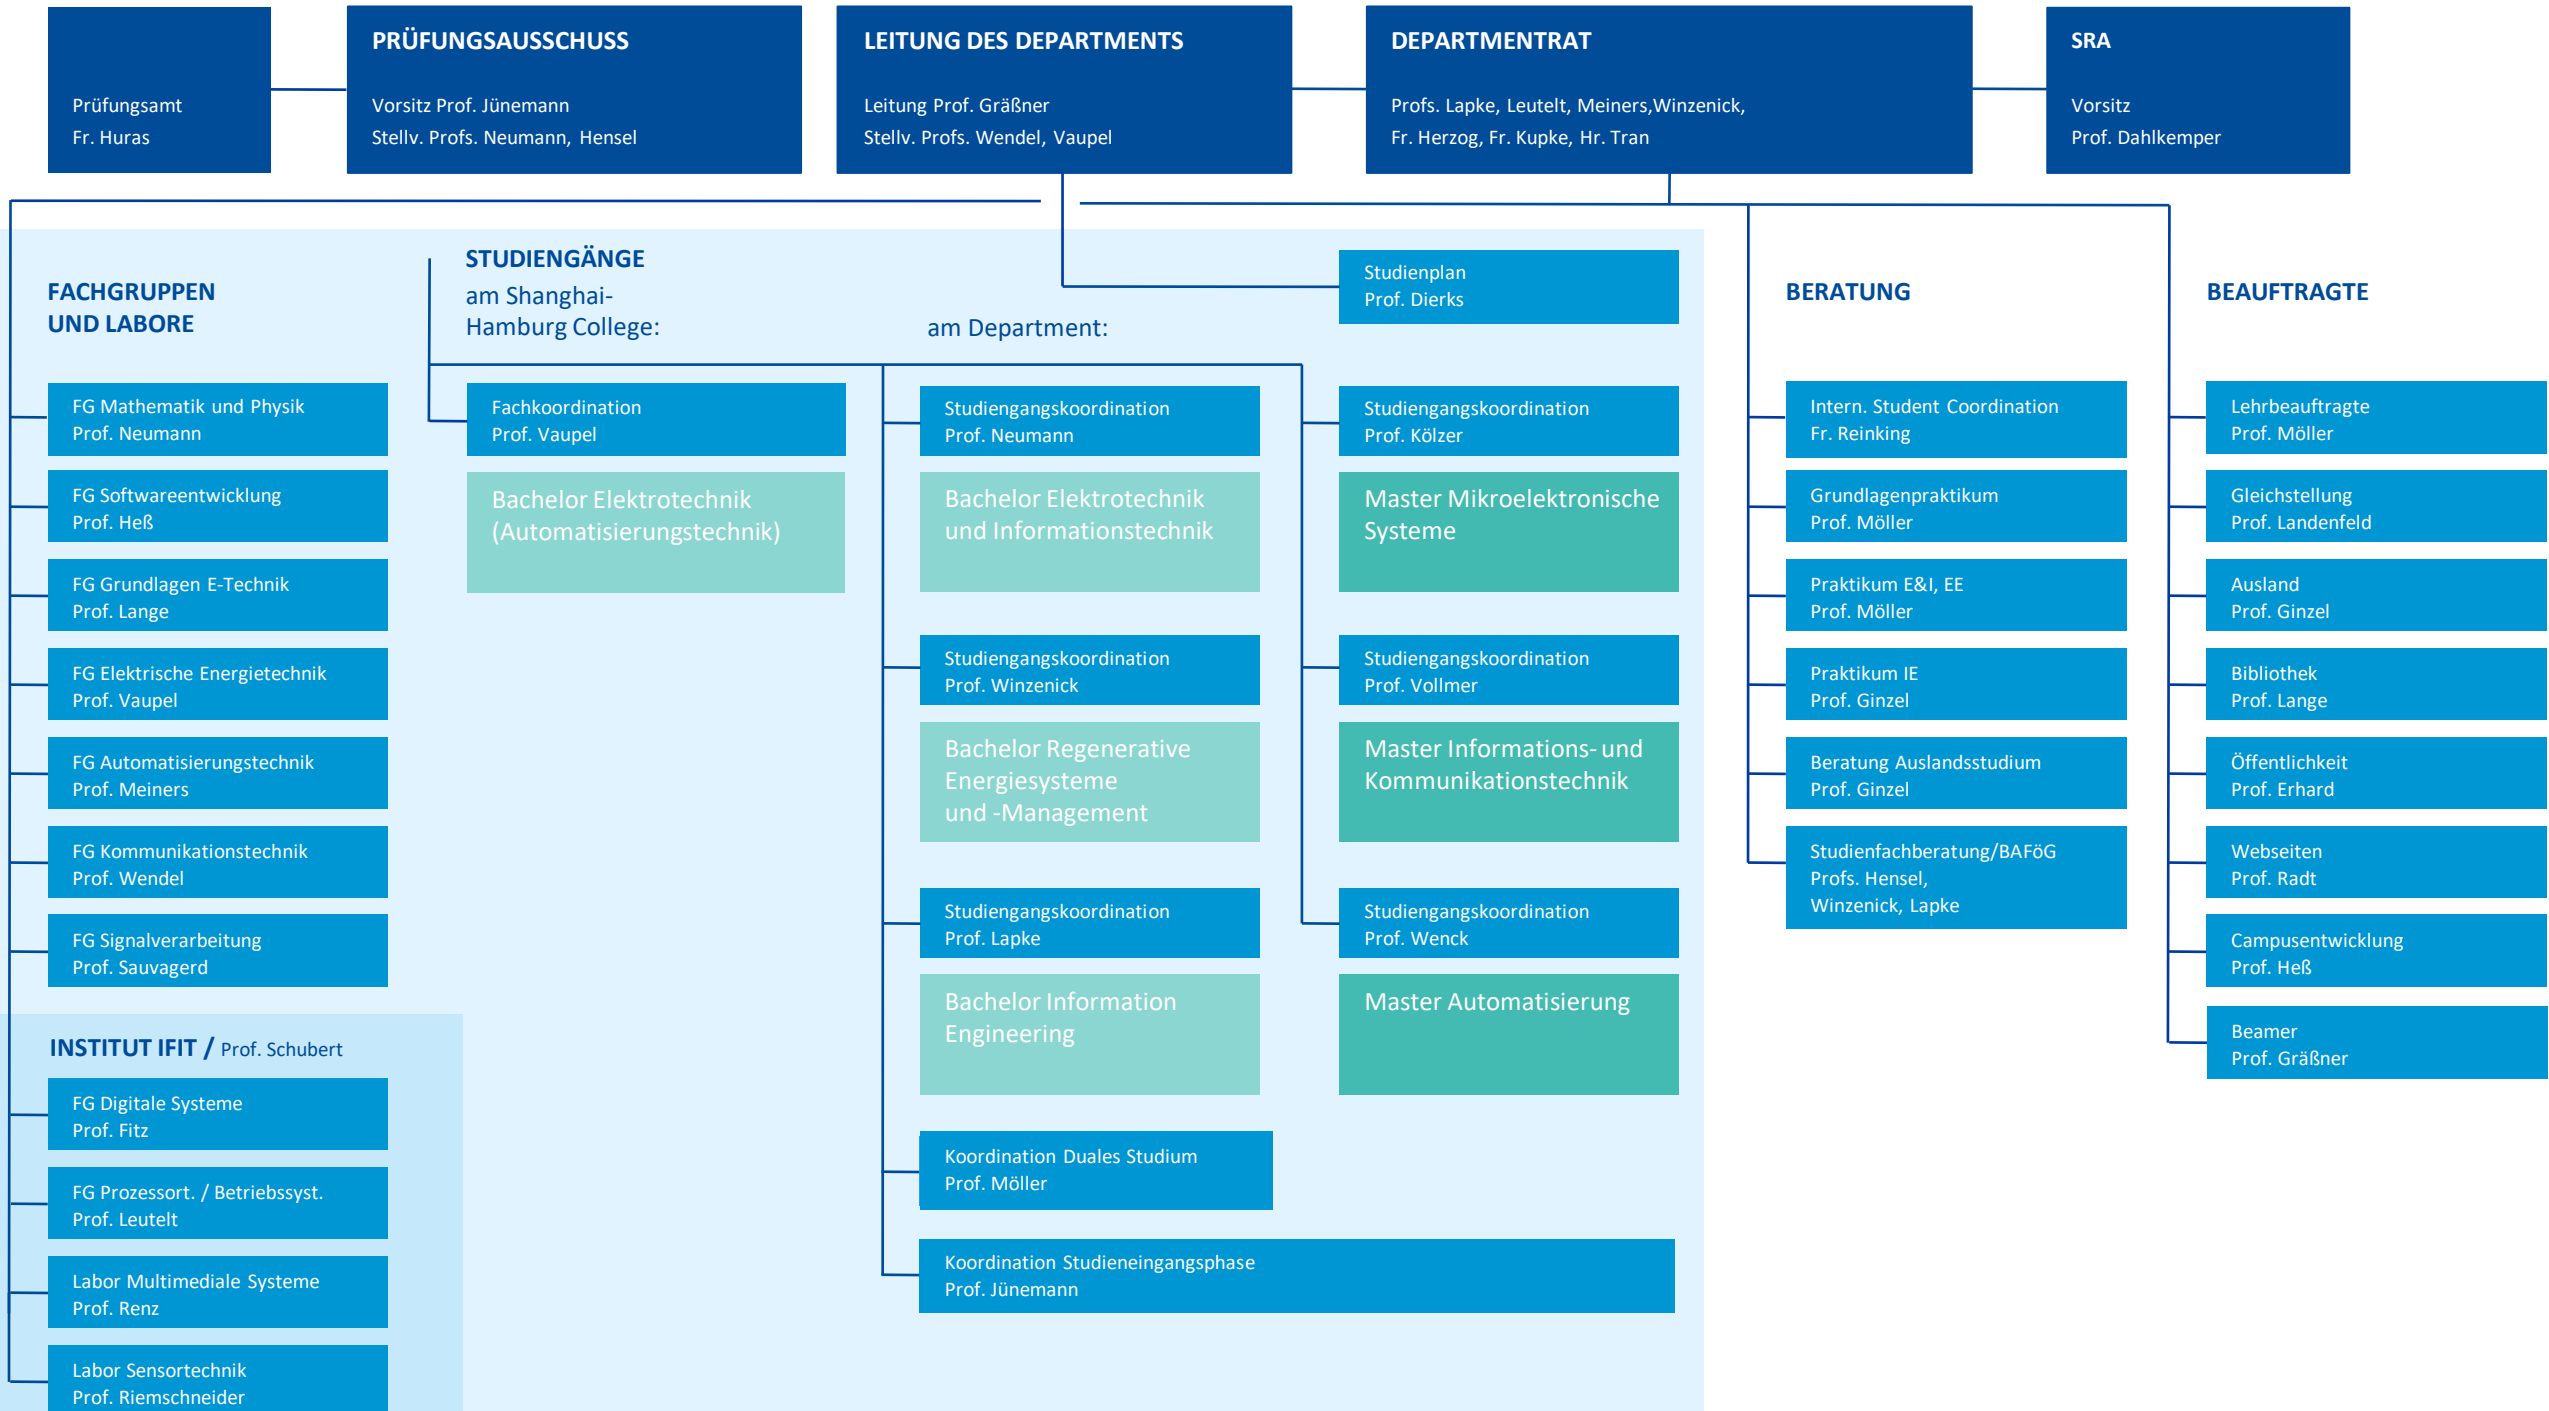 Prüfungsamt
Fr. Huras
PRÜFUNGSAUSSCHUSS
Vorsitz Prof. Jünemann
Stellv. Profs. Neumann, Hensel
LEITUNG DES DEPARTMENTS
Leitung Prof. Gräßner
Stellv. Profs. Wendel, Vaupel
DEPARTMENTRAT
Profs. Lapke, Leutelt, Meiners,Winzenick,
Fr. Herzog, Fr. Kupke, Hr. Tran
SRA
Vorsitz
Prof. Dahlkemper
FACHGRUPPEN
UND LABORE
FG Mathematik und Physik
Prof. Neumann
FG Softwareentwicklung
Prof. Heß
FG Grundlagen E-Technik
Prof. Lange
FG Elektrische Energietechnik
Prof. Vaupel
FG Automatisierungstechnik
Prof. Meiners
FG Kommunikationstechnik
Prof. Wendel
FG Signalverarbeitung
Prof. Sauvagerd
INSTITUT IFIT / Prof. Schubert
FG Digitale Systeme
Prof. Fitz
FG Prozessort. / Betriebssyst.
Prof. Leutelt
Labor Multimediale Systeme
Prof. Renz
Labor Sensortechnik
Prof. Riemschneider
STUDIENGÄNGE
am Shanghai-
Hamburg College:
Fachkoordination
Prof. Vaupel
Bachelor Elektrotechnik
(Automatisierungstechnik)
am Department:
Studiengangskoordination
Prof. Neumann
Bachelor Elektrotechnik
und Informationstechnik
Studiengangskoordination
Prof. Winzenick
Bachelor Regenerative
Energiesysteme
und -Management
Studiengangskoordination
Prof. Lapke
Bachelor Information
Engineering
Koordination Duales Studium
Prof. Möller
Koordination Studieneingangsphase
Prof. Jünemann
Studienplan
Prof. Dierks
Studiengangskoordination
Prof. Kölzer
Master Mikroelektronische
Systeme
Studiengangskoordination
Prof. Vollmer
Master Informations- und
Kommunikationstechnik
Studiengangskoordination
Prof. Wenck
Master Automatisierung
BERATUNG
Intern. Student Coordination
Fr. Reinking
Grundlagenpraktikum
Prof. Möller
Praktikum E&I, EE
Prof. Möller
Praktikum IE
Prof. Ginzel
Beratung Auslandsstudium
Prof. Ginzel
Studienfachberatung/BAFöG
Profs. Hensel,
Winzenick, Lapke
BEAUFTRAGTE
Lehrbeauftragte
Prof. Möller
Gleichstellung
Prof. Landenfeld
Ausland
Prof. Ginzel
Bibliothek
Prof. Lange
Öffentlichkeit
Prof. Erhard
Webseiten
Prof. Radt
Campusentwicklung
Prof. Heß
Beamer
Prof. Gräßner